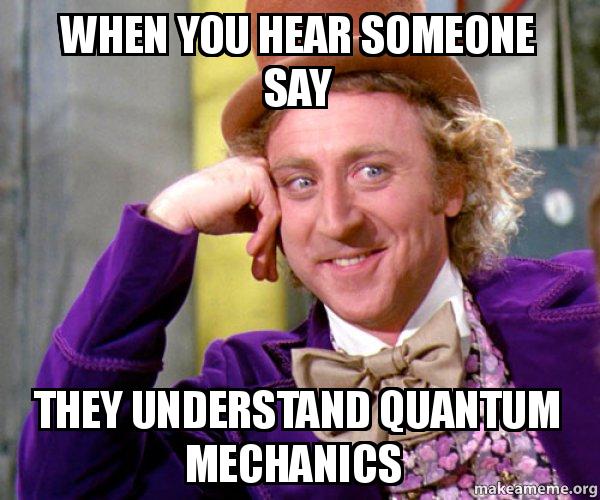 WHEN YOU HEAR SOMEONE
SAY
THEY UNDERSTAND QUANTUM
MECHANICS
makeameme.org